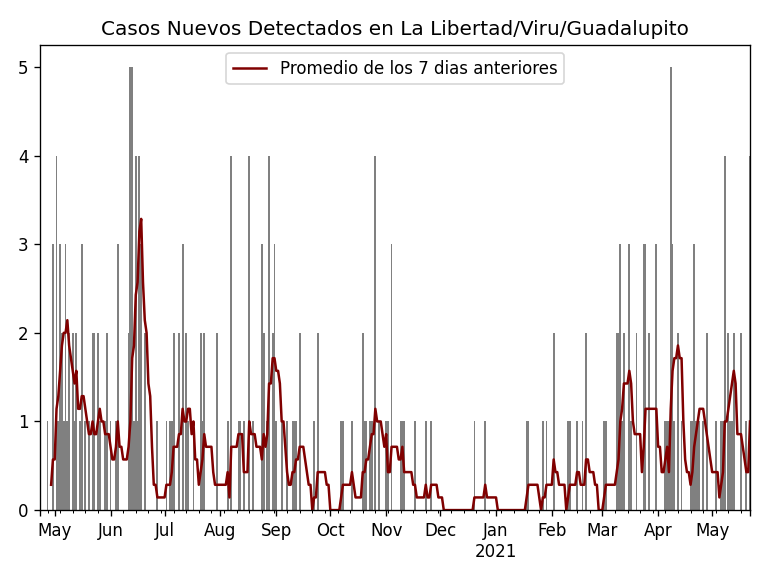 Casos Nuevos Detectados en La Libertad/Viru/Guadalupito
Promedio de los 7 dias anteriores
5
4
3
2
1
0
May Jun Jul Aug Sep Oct Nov Dec Jan Feb Mar Apr May
2021